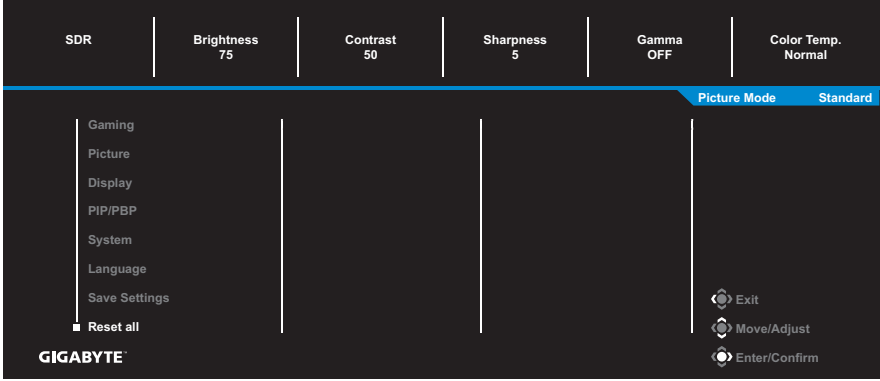 SDR
Brightness
75
Contrast
50
Sharpness
5
Gamma
OFF
Color Temp.
Normal
Picture Mode Standard
Gaming
Picture
Display
PIP/PBP
System
Language
Save Settings
Reset all
Exit
Move/Adjust
Enter/Confirm
GIGABYTE™